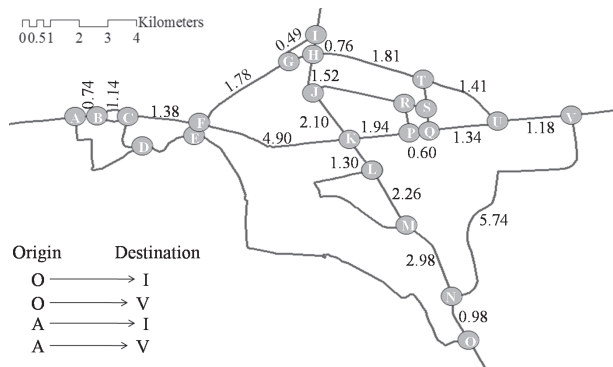 Kilometers
0 0.5 1 2 3 4
I
0.49
H 0.76
G
1.81
T
1.78
1.52
J
1.41
R
S
0.74
1.14
A B C 1.38 F
2.10
1.94 P Q 1.34 U 1.18 V
E
4.90
K
0.60
D
1.30
L
2.26
M
5.74
2.98
N
0.98
O
Origin Destination
O I
O V
A I
A V